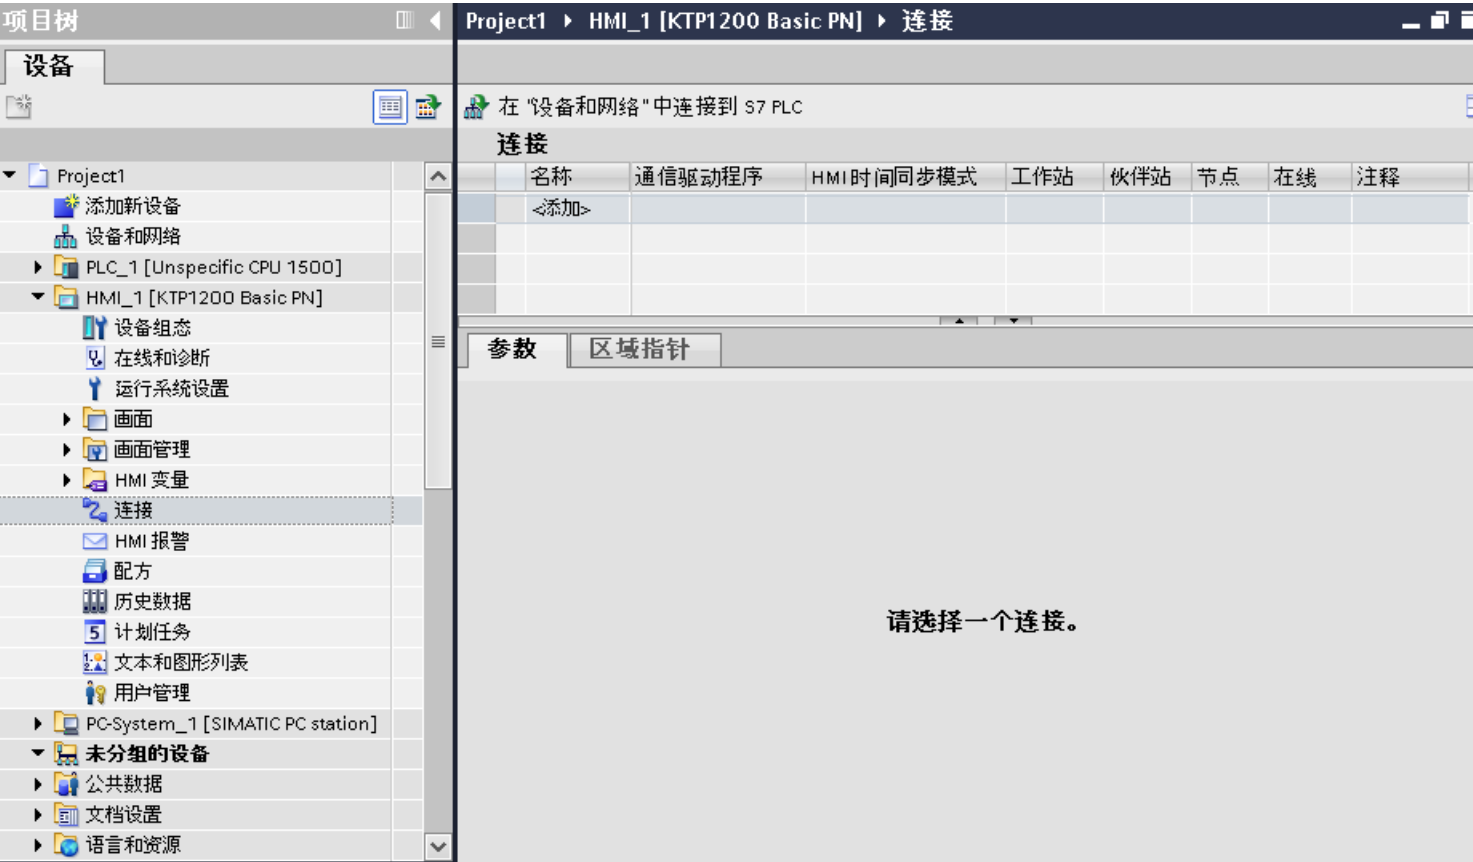 项目树
Project1 HMI_1 [KTP1200 Basic PN] 连接
设备
在 "设备和网络" 中连接到 S7 PLC
连接
名称 通信驱动程序 HMI时间同步模式 工作站 伙伴站 节点 在线 注释
<添加>
Project1
添加新设备
设备和网络
PLC_1 [Unspecific CPU 1500]
HMI_1 [KTP1200 Basic PN]
设备组态
在线和诊断
运行系统设置
画面
画面管理
HMI 变量
连接
HMI 报警
配方
历史数据
计划任务
文本和图形列表
用户管理
PC-System_1 [SIMATIC PC station]
未分组的设备
公共数据
文档设置
语言和资源
参数 区域指针
请选择一个连接。